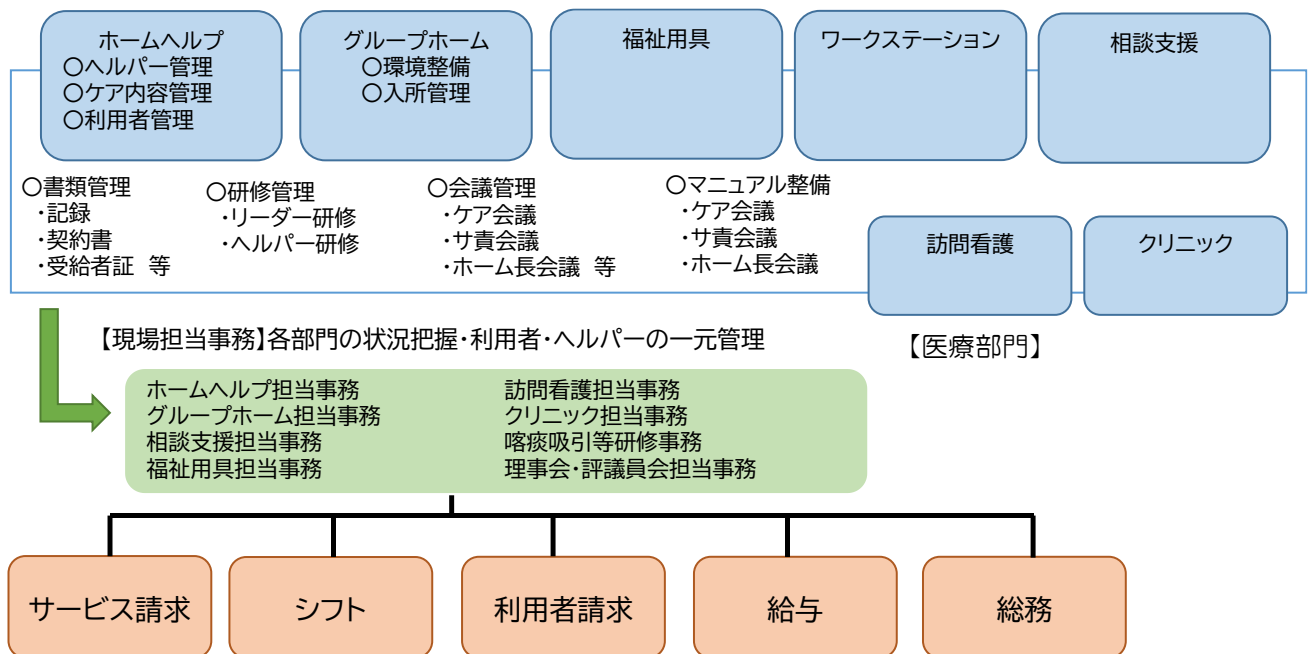 ホームヘルプ
〇ヘルパー管理
〇ケア内容管理
〇利用者管理
グループホーム
〇環境整備
〇入所管理
福祉用具
ワークステーション
相談支援
〇書類管理
・記録
・契約書
・受給者証 等
〇研修管理
・リーダー研修
・ヘルパー研修
〇会議管理
・ケア会議
・サ責会議
・ホーム長会議 等
〇マニュアル整備
・ケア会議
・サ責会議
・ホーム長会議
訪問看護
クリニック
【現場担当事務】各部門の状況把握・利用者・ヘルパーの一元管理
【医療部門】
ホームヘルプ担当事務
グループホーム担当事務
相談支援担当事務
福祉用具担当事務
訪問看護担当事務
クリニック担当事務
喀痰吸引等研修事務
理事会・評議員会担当事務
サービス請求
シフト
利用者請求
給与
総務